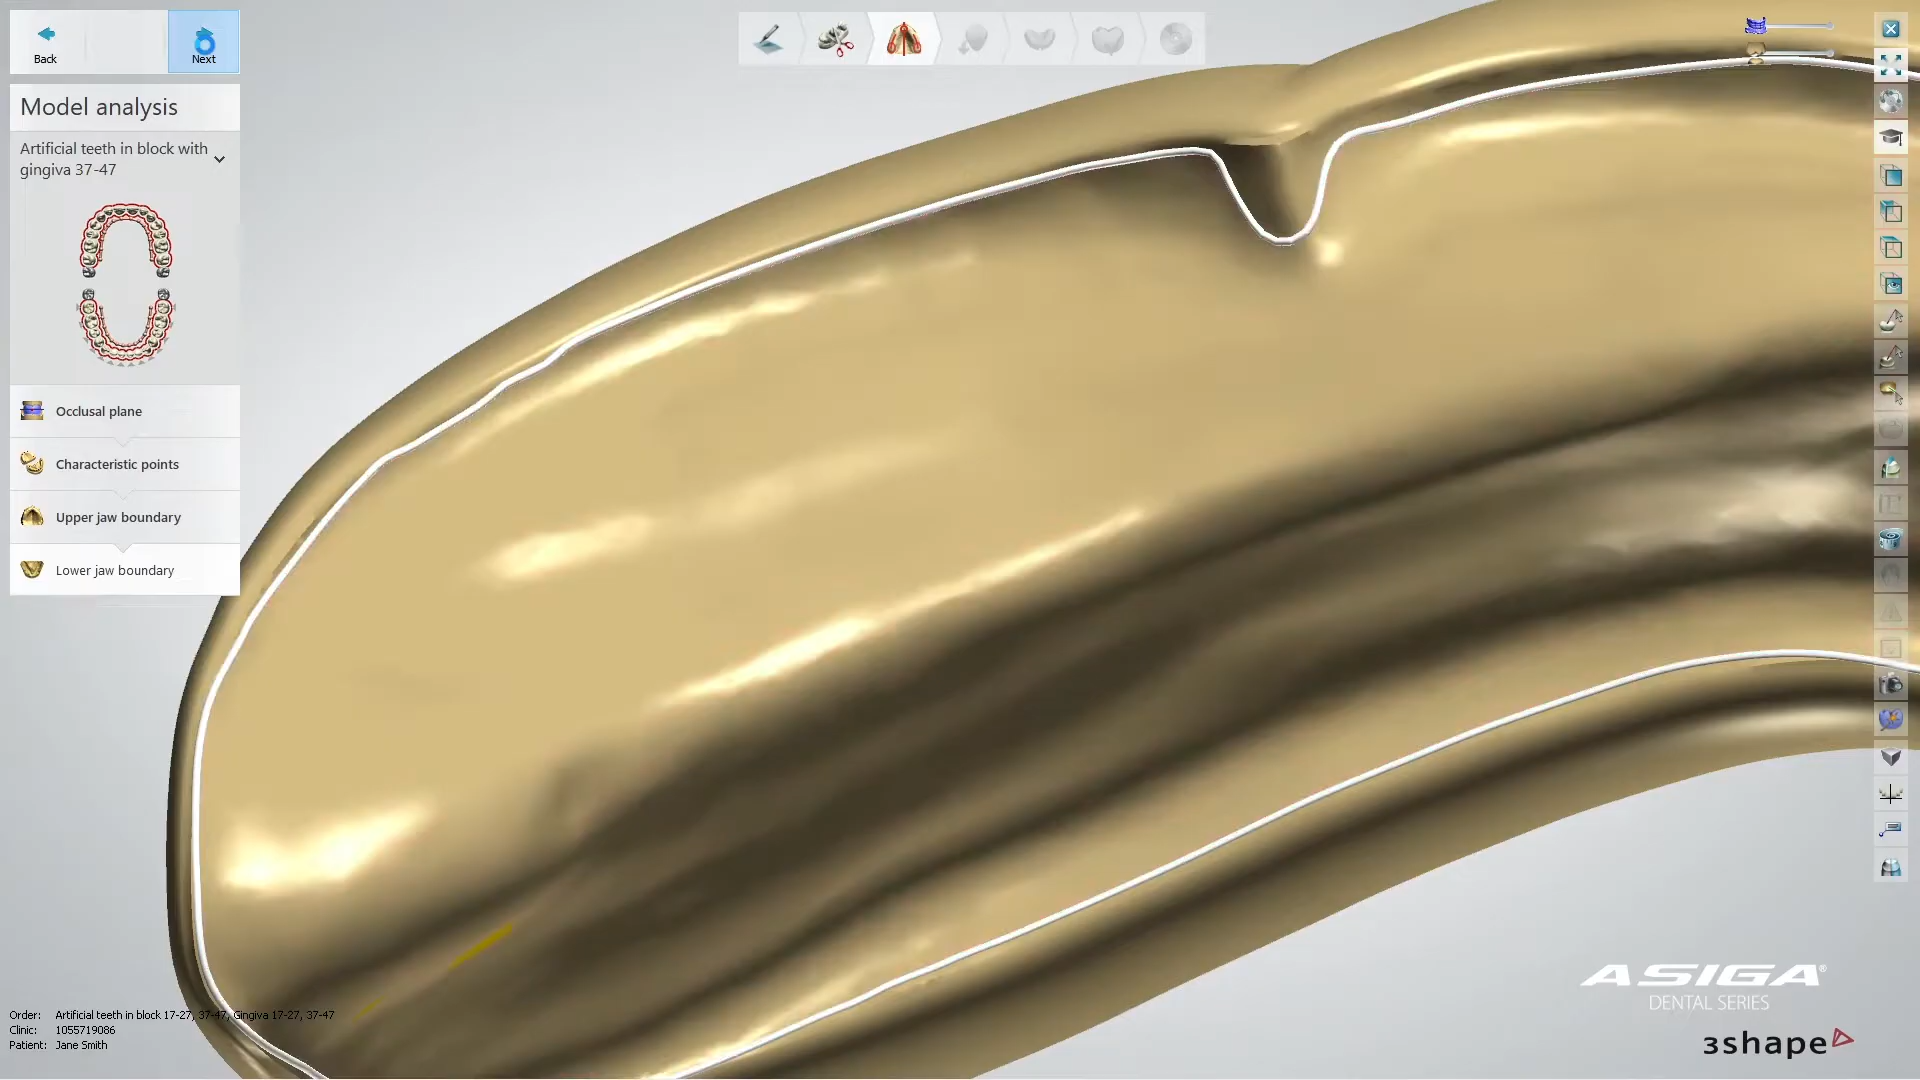 Back
Next
Model analysis
Artificial teeth in block with
gingiva 37-47
Occlusal plane
Characteristic points
Upper jaw boundary
Lower jaw boundary
Order: Artificial teeth in block 17-27, 37-47, Gingiva 17-27, 37-47
Clinic: 1055719086
Patient: Jane Smith
ASIGA®
DENTAL SERIES
3shape